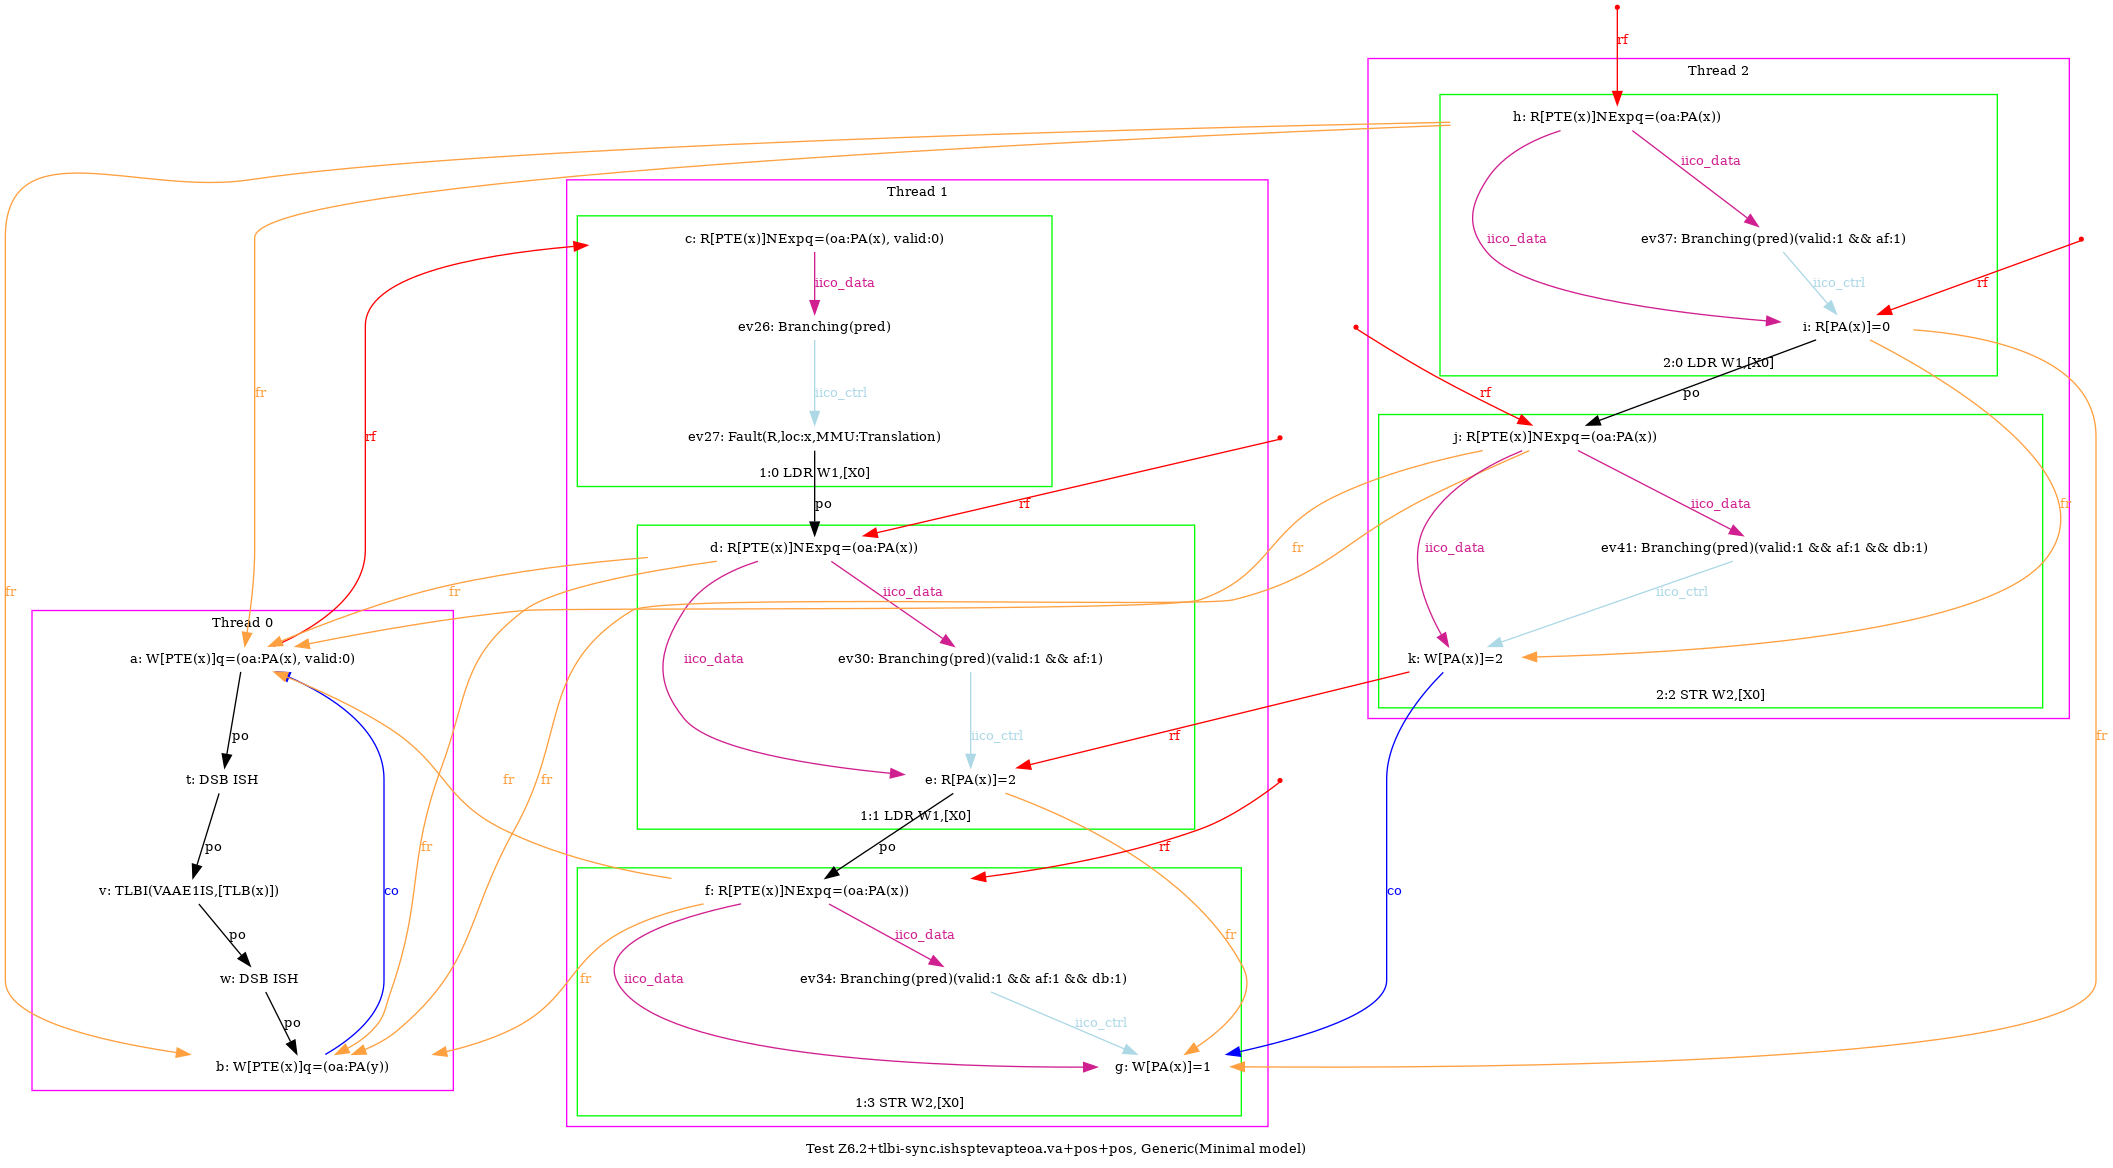 rf
Thread 2
h: R[PTE(x)]NExpq=(oa:PA(x))
iico_data
Thread 1
c: R[PTE(x)]NExpq=(oa:PA(x), valid:0)
ev37: Branching(pred)(valid:1 && af:1)
iico_data
iico_data
iico_ctrl
rf
ev26: Branching(pred)
i: R[PA(x)]=0
2:0 LDR W1,[X0]
fr
iico_ctrl
rf
po
rf
ev27: Fault(R,loc:x,MMU:Translation)
j: R[PTE(x)]NExpq=(oa:PA(x))
1:0 LDR W1,[X0]
po
rf
iico_data
fr
d: R[PTE(x)]NExpq=(oa:PA(x))
fr
iico_data
ev41: Branching(pred)(valid:1 && af:1 && db:1)
fr
fr
iico_data
iico_ctrl
Thread 0
a: W[PTE(x)]q=(oa:PA(x), valid:0)
iico_data
ev30: Branching(pred)(valid:1 && af:1)
k: W[PA(x)]=2
2:2 STR W2,[X0]
po
iico_ctrl
rf
fr
t: DSB ISH
fr
fr
e: R[PA(x)]=2
1:1 LDR W1,[X0]
po
fr
po
rf
v: TLBI(VAAE1IS,[TLB(x)])
co
f: R[PTE(x)]NExpq=(oa:PA(x))
co
po
iico_data
fr
w: DSB ISH
fr
iico_data
ev34: Branching(pred)(valid:1 && af:1 && db:1)
po
iico_ctrl
b: W[PTE(x)]q=(oa:PA(y))
g: W[PA(x)]=1
1:3 STR W2,[X0]
Test Z6.2+tlbi-sync.ishsptevapteoa.va+pos+pos, Generic(Minimal model)